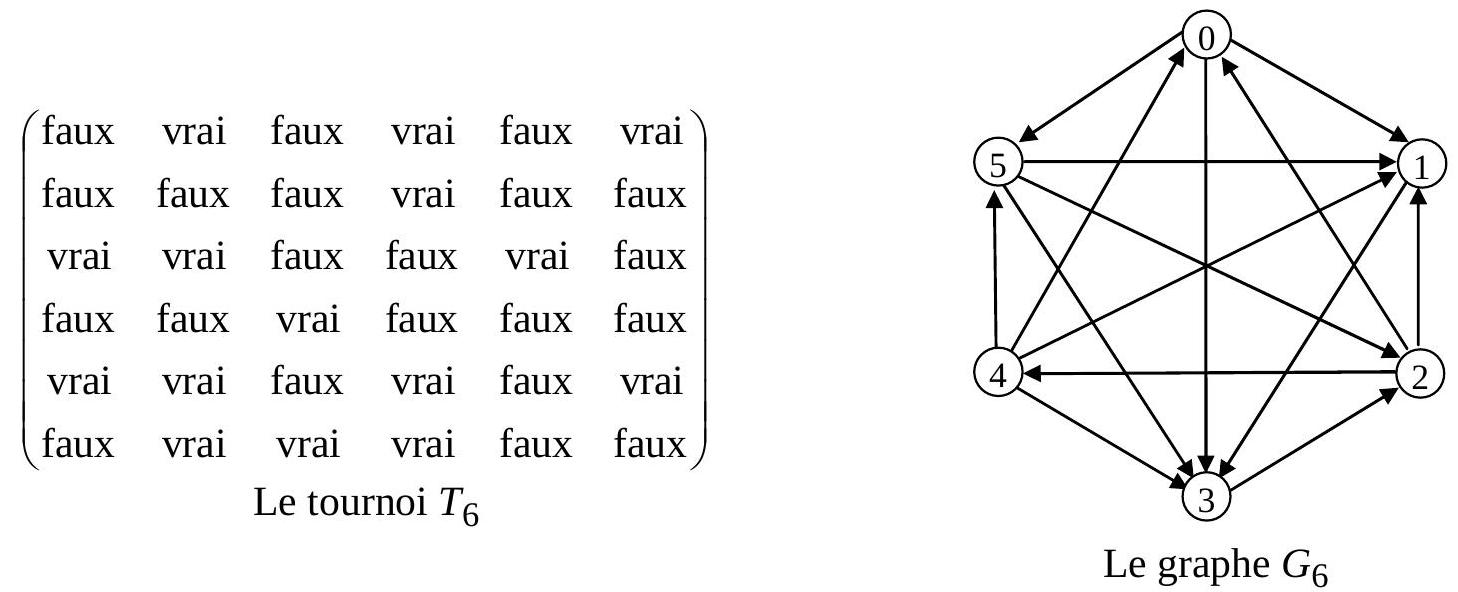 faux vrai faux vrai faux vrai
faux faux faux vrai faux faux
vrai vrai faux faux vrai faux
faux faux vrai faux faux faux
vrai vrai faux vrai faux vrai
faux vrai vrai vrai faux faux
Le tournoi T6
0
5
1
4
2
3
Le graphe G6